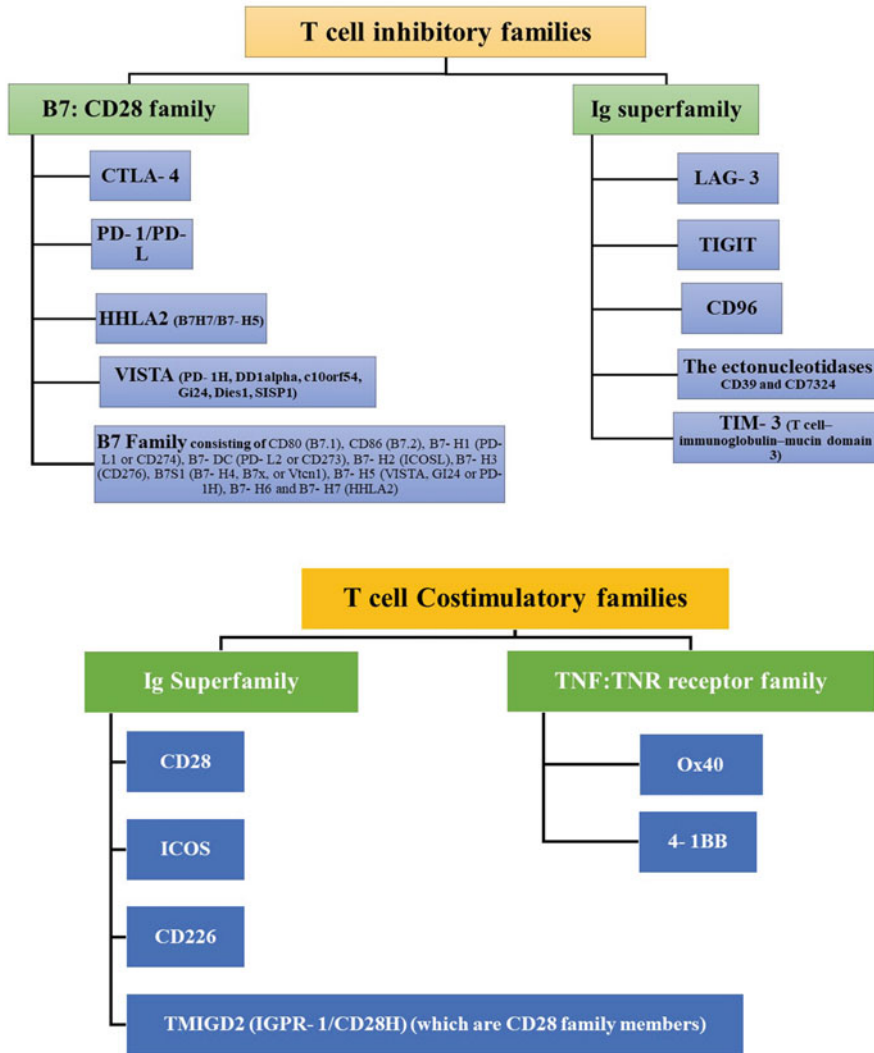 T cell inhibitory families
B7: CD28 family
CTLA- 4
PD- 1/PD-
L
HHLA2 (B7H7/B7- H5)
VISTA (PD- 1H, DD1alpha, c10orf54,
Gi24, Dies1, SISP1)
B7 Family consisting of CD80 (B7.1), CD86 (B7.2), B7- H1 (PD-
L1 or CD274), B7- DC (PD- L2 or CD273), B7- H2 (ICOSL), B7- H3
(CD276), B7S1 (B7- H4, B7x, or Vtcn1), B7- H5 (VISTA, GI24 or PD-
1H), B7- H6 and B7- H7 (HHLA2)
Ig superfamily
LAG- 3
TIGIT
CD96
The ectonucleotidases
CD39 and CD7324
TIM- 3 (T cell–
immunoglobulin–mucin domain
3)
T cell Costimulatory families
Ig Superfamily
CD28
ICOS
CD226
TMIGD2 (IGPR- 1/CD28H) (which are CD28 family members)
TNF:TNR receptor family
Ox40
4- 1BB